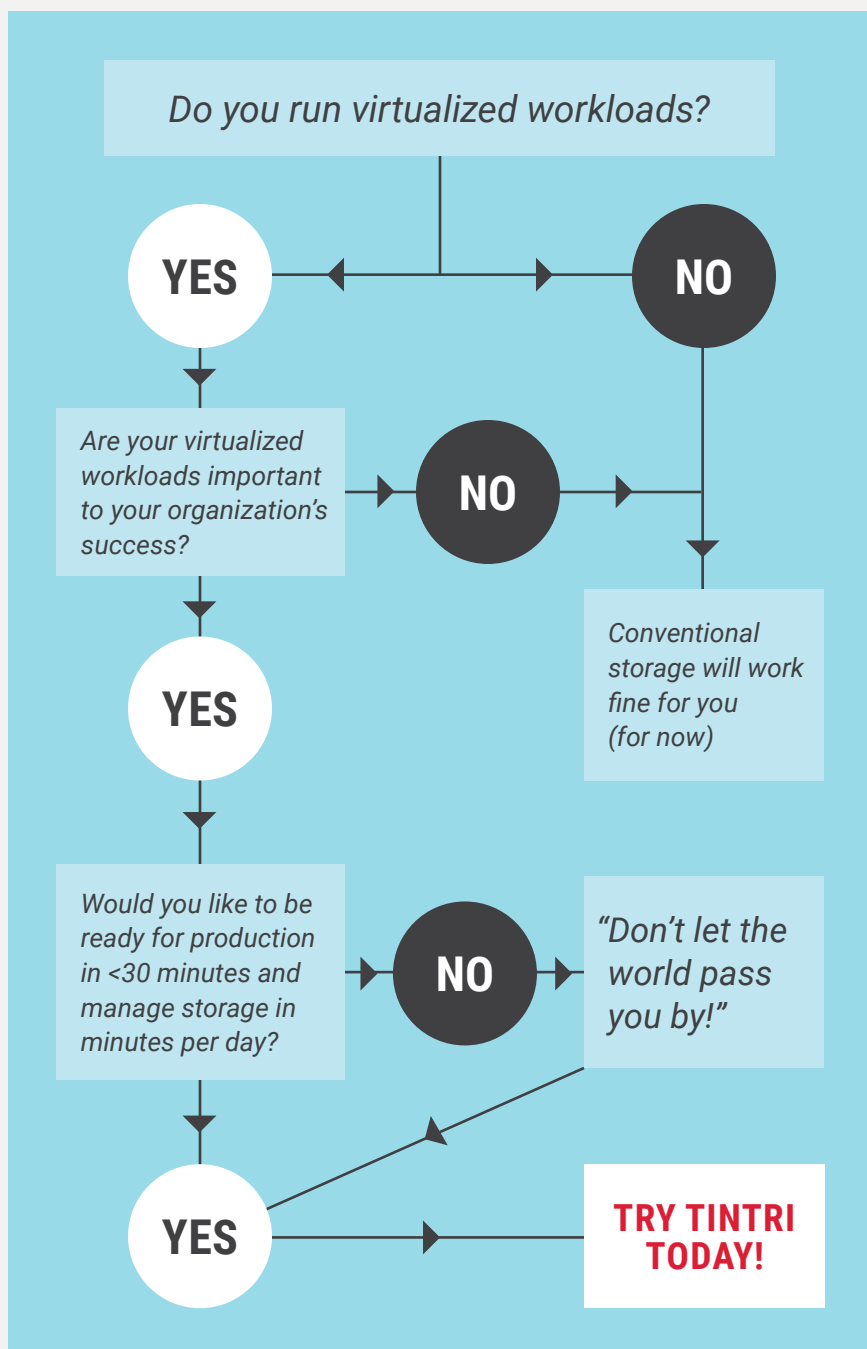 Do you run virtualized workloads?
YES
NO
Are your virtualized
workloads important
to your organization’s
success?
NO
YES
Conventional
storage will work
fine for you
(for now)
Would you like to be
ready for production
in <30 minutes and
manage storage in
minutes per day?
NO
“Don’t let the
world pass
you by!”
YES
TRY TINTRI
TODAY!